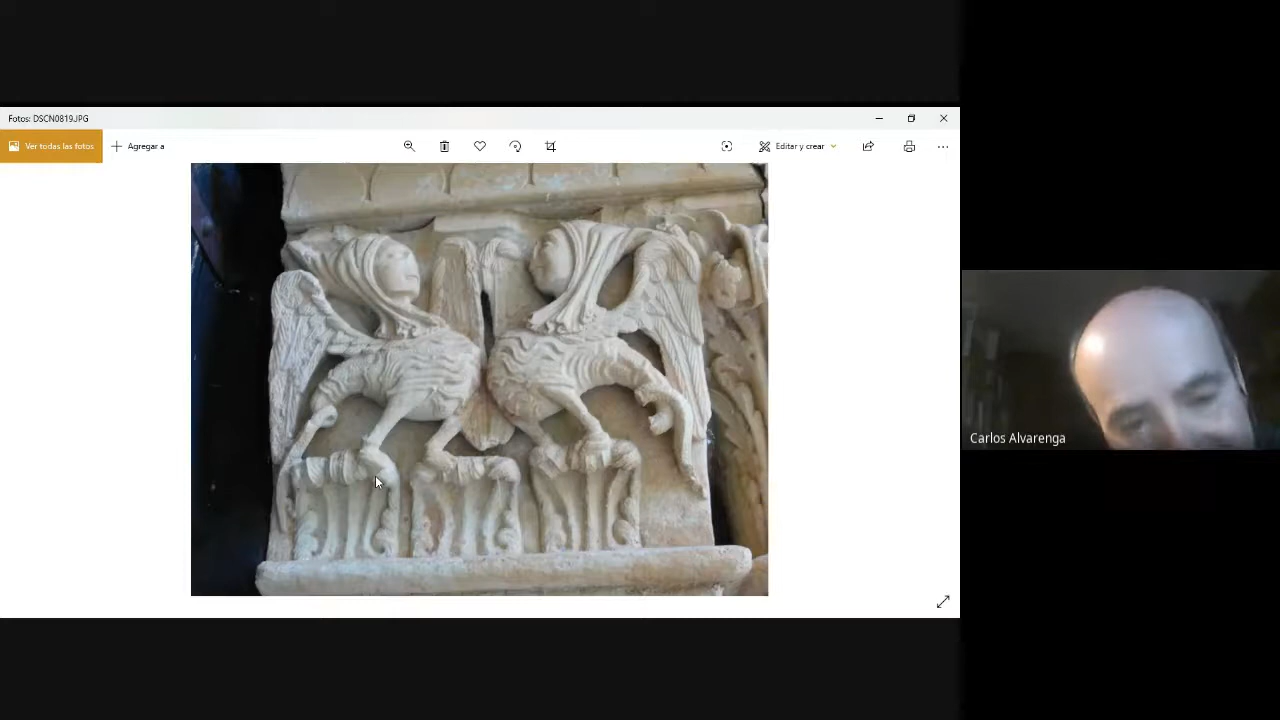 Fotos: DSCN0819.JPG
Ver todas las fotos
Agregar a
Editar y crear
Carlos Alvarenga